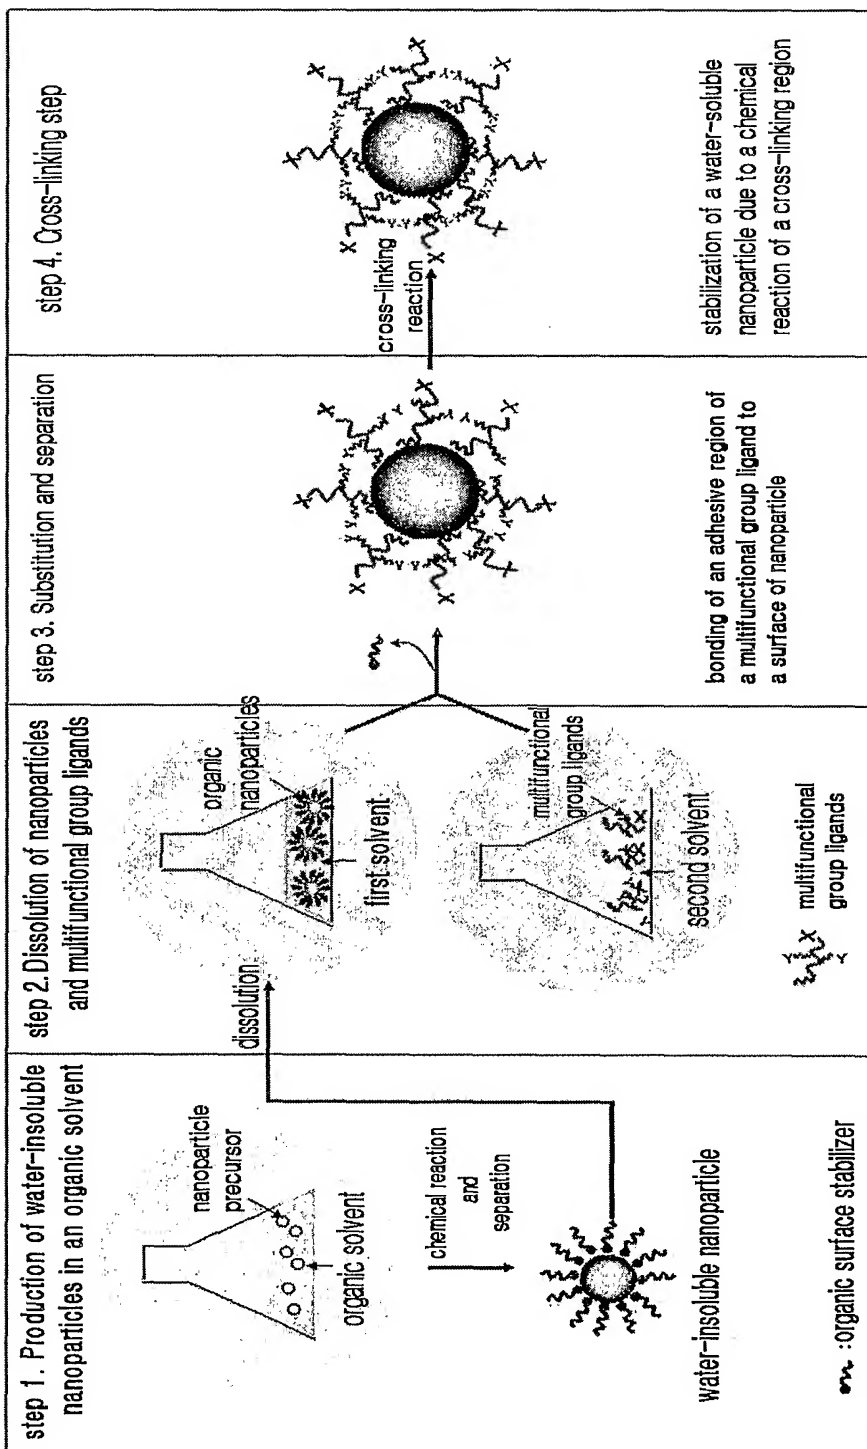 step 1. Production of water-insoluble
nanoparticles in an organic solvent
nanoparticle
precursor
organic solvent
chemical reaction
and
separation
water-insoluble nanoparticle
:organic surface stabilizer
step 2. Dissolution of nanoparticles
and multifunctional group ligands
dissolution
organic
nanoparticles
first solvent
multifunctional
group ligands
second solvent
X
Y
multifunctional
group ligands
step 3. Substitution and separation
X
X
X
X
X
X
X
X
bonding of an adhesive region of
a multifunctional group ligand to
a surface of nanoparticle
step 4. Cross-linking step
cross-linking
reaction
X
X
X
X
X
X
X
X
stabilization of a water-soluble
nanoparticle due to a chemical
reaction of a cross-linking region